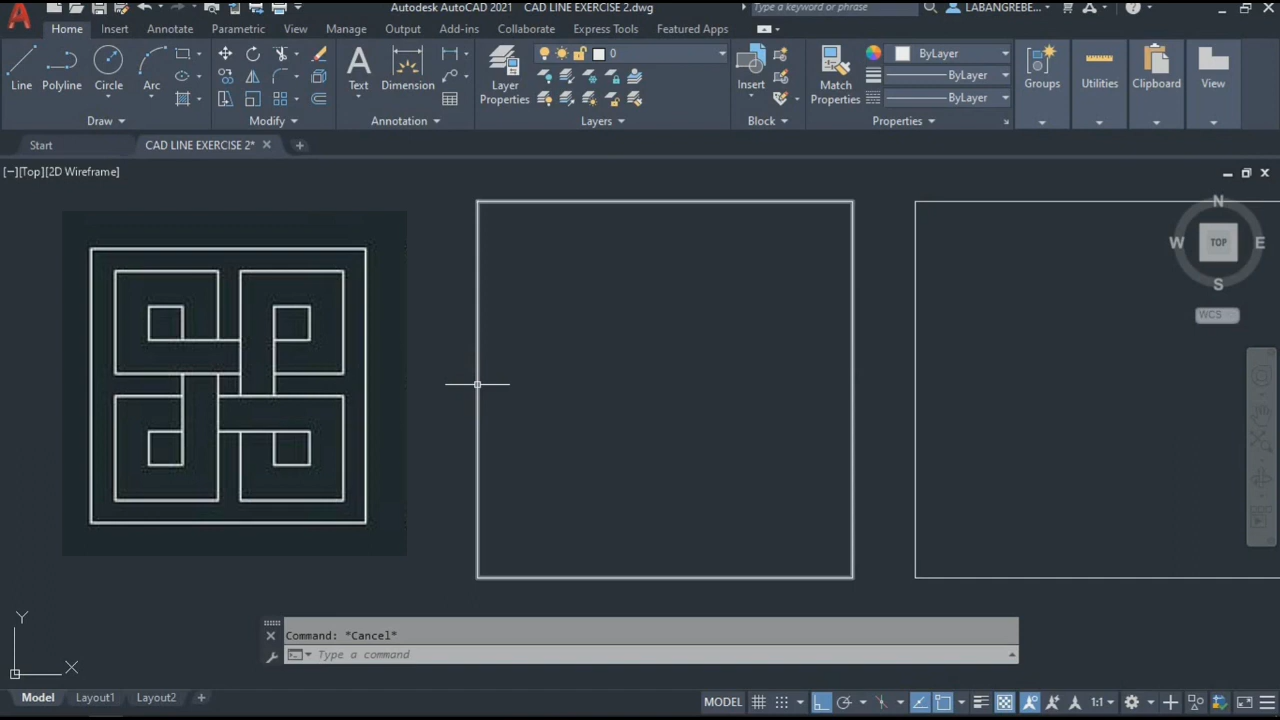 Autodesk AutoCAD 2021 CAD LINE EXERCISE 2.dwg
Type a keyword or phrase
LABANGREBE...
Home Insert Annotate Parametric View Manage Output Add-ins Collaborate Express Tools Featured Apps
Line Polyline Circle Arc
Draw
Modify
Text Dimension
Annotation
Layer Properties
0
Layers
Insert
Block
Match Properties
ByLayer
ByLayer
ByLayer
Properties
Groups
Utilities
Clipboard
View
Start CAD LINE EXERCISE 2* +
[−][Top][2D Wireframe]
N
W TOP E
S
WCS
Y
X
Command: *Cancel*
Type a command
Model Layout1 Layout2 +
MODEL 1:1